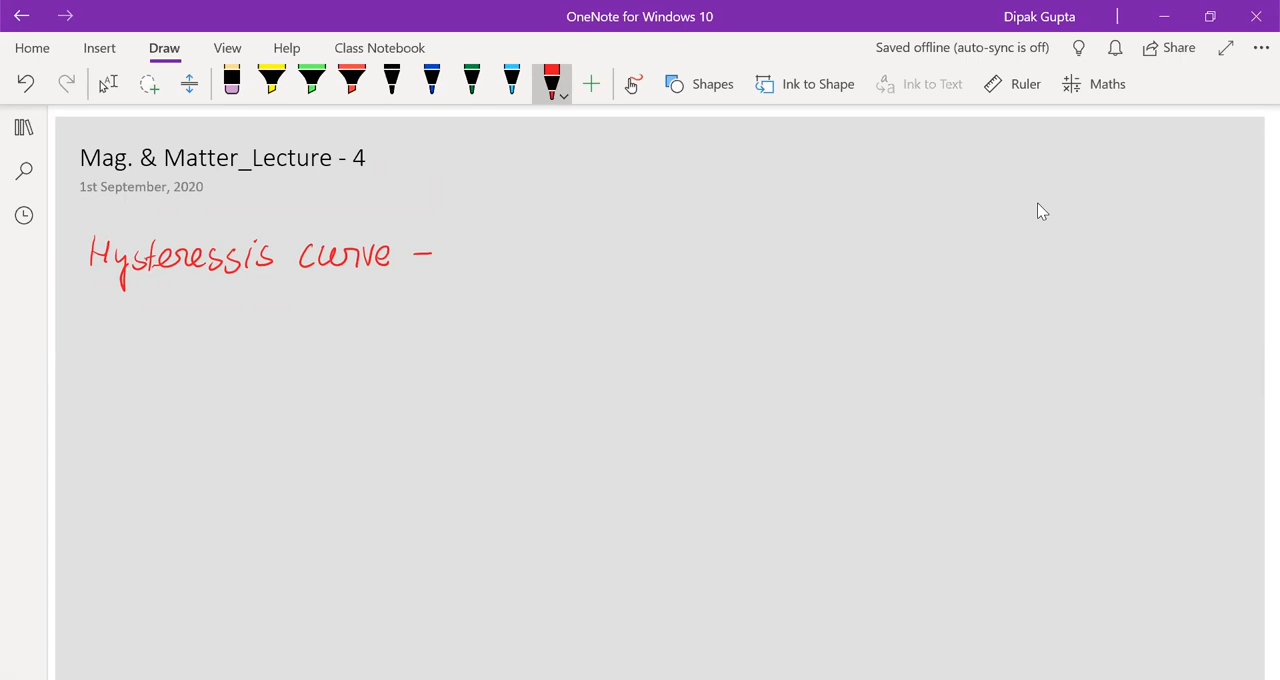 OneNote for Windows 10
Dipak Gupta
Home Insert Draw View Help Class Notebook
Saved offline (auto-sync is off)
Share
Shapes
Ink to Shape
Ink to Text
Ruler
Maths
Mag. & Matter_Lecture - 4
1st September, 2020
Hysteressis curve -